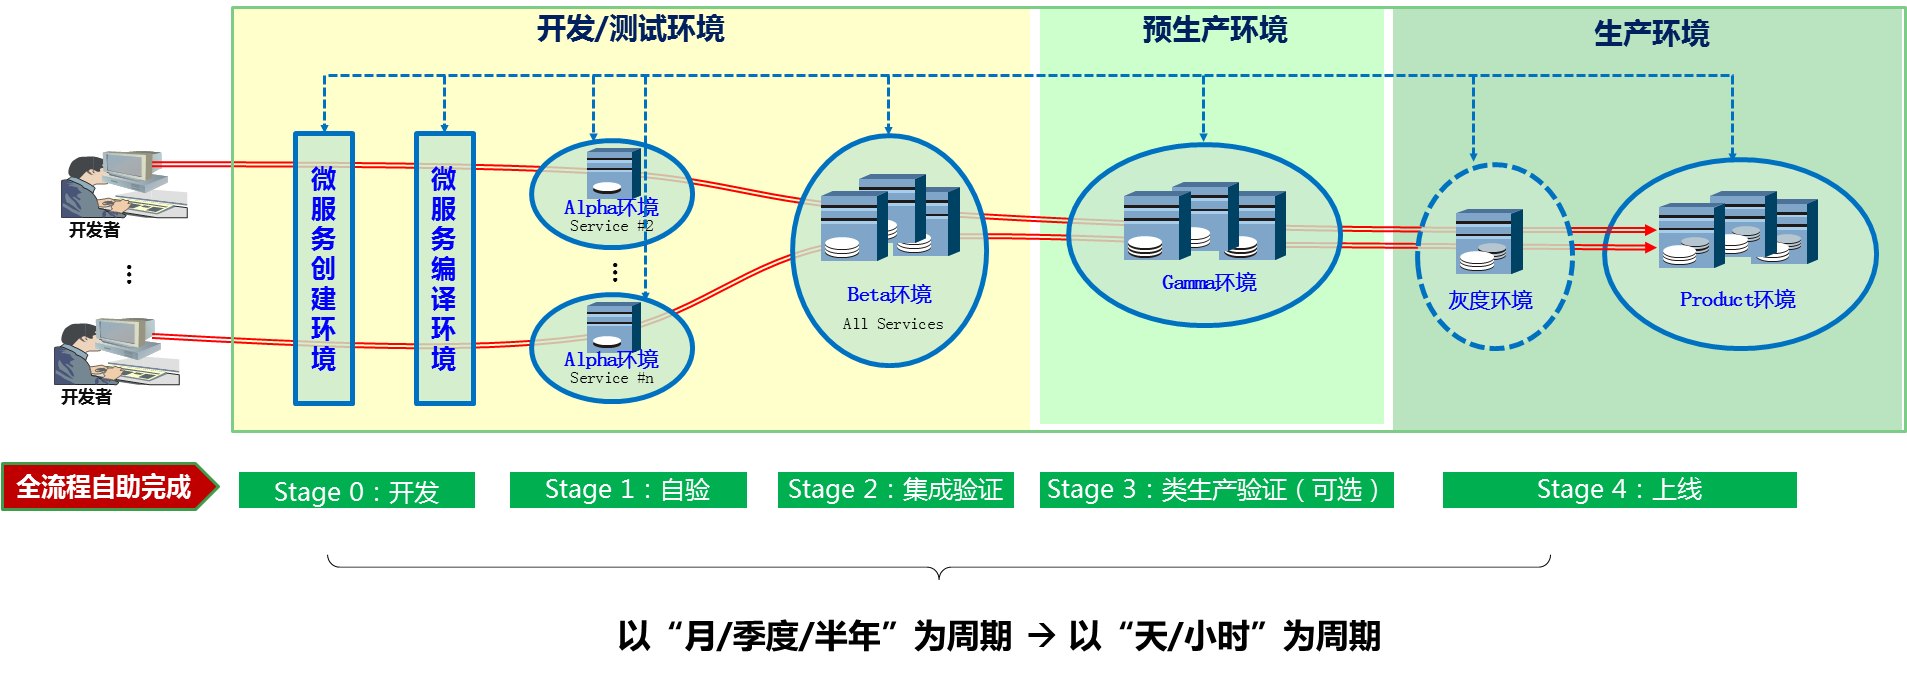 开发/测试环境
预生产环境
生产环境
微服务创建环境
微服务编译环境
开发者
⋮
开发者
Alpha环境
Service #2
⋮
Alpha环境
Service #n
Beta环境
All Services
Gamma环境
灰度环境
Product环境
全流程自助完成
Stage 0：开发
Stage 1：自验
Stage 2：集成验证
Stage 3：类生产验证（可选）
Stage 4：上线
以“月/季度/半年”为周期 → 以“天/小时”为周期